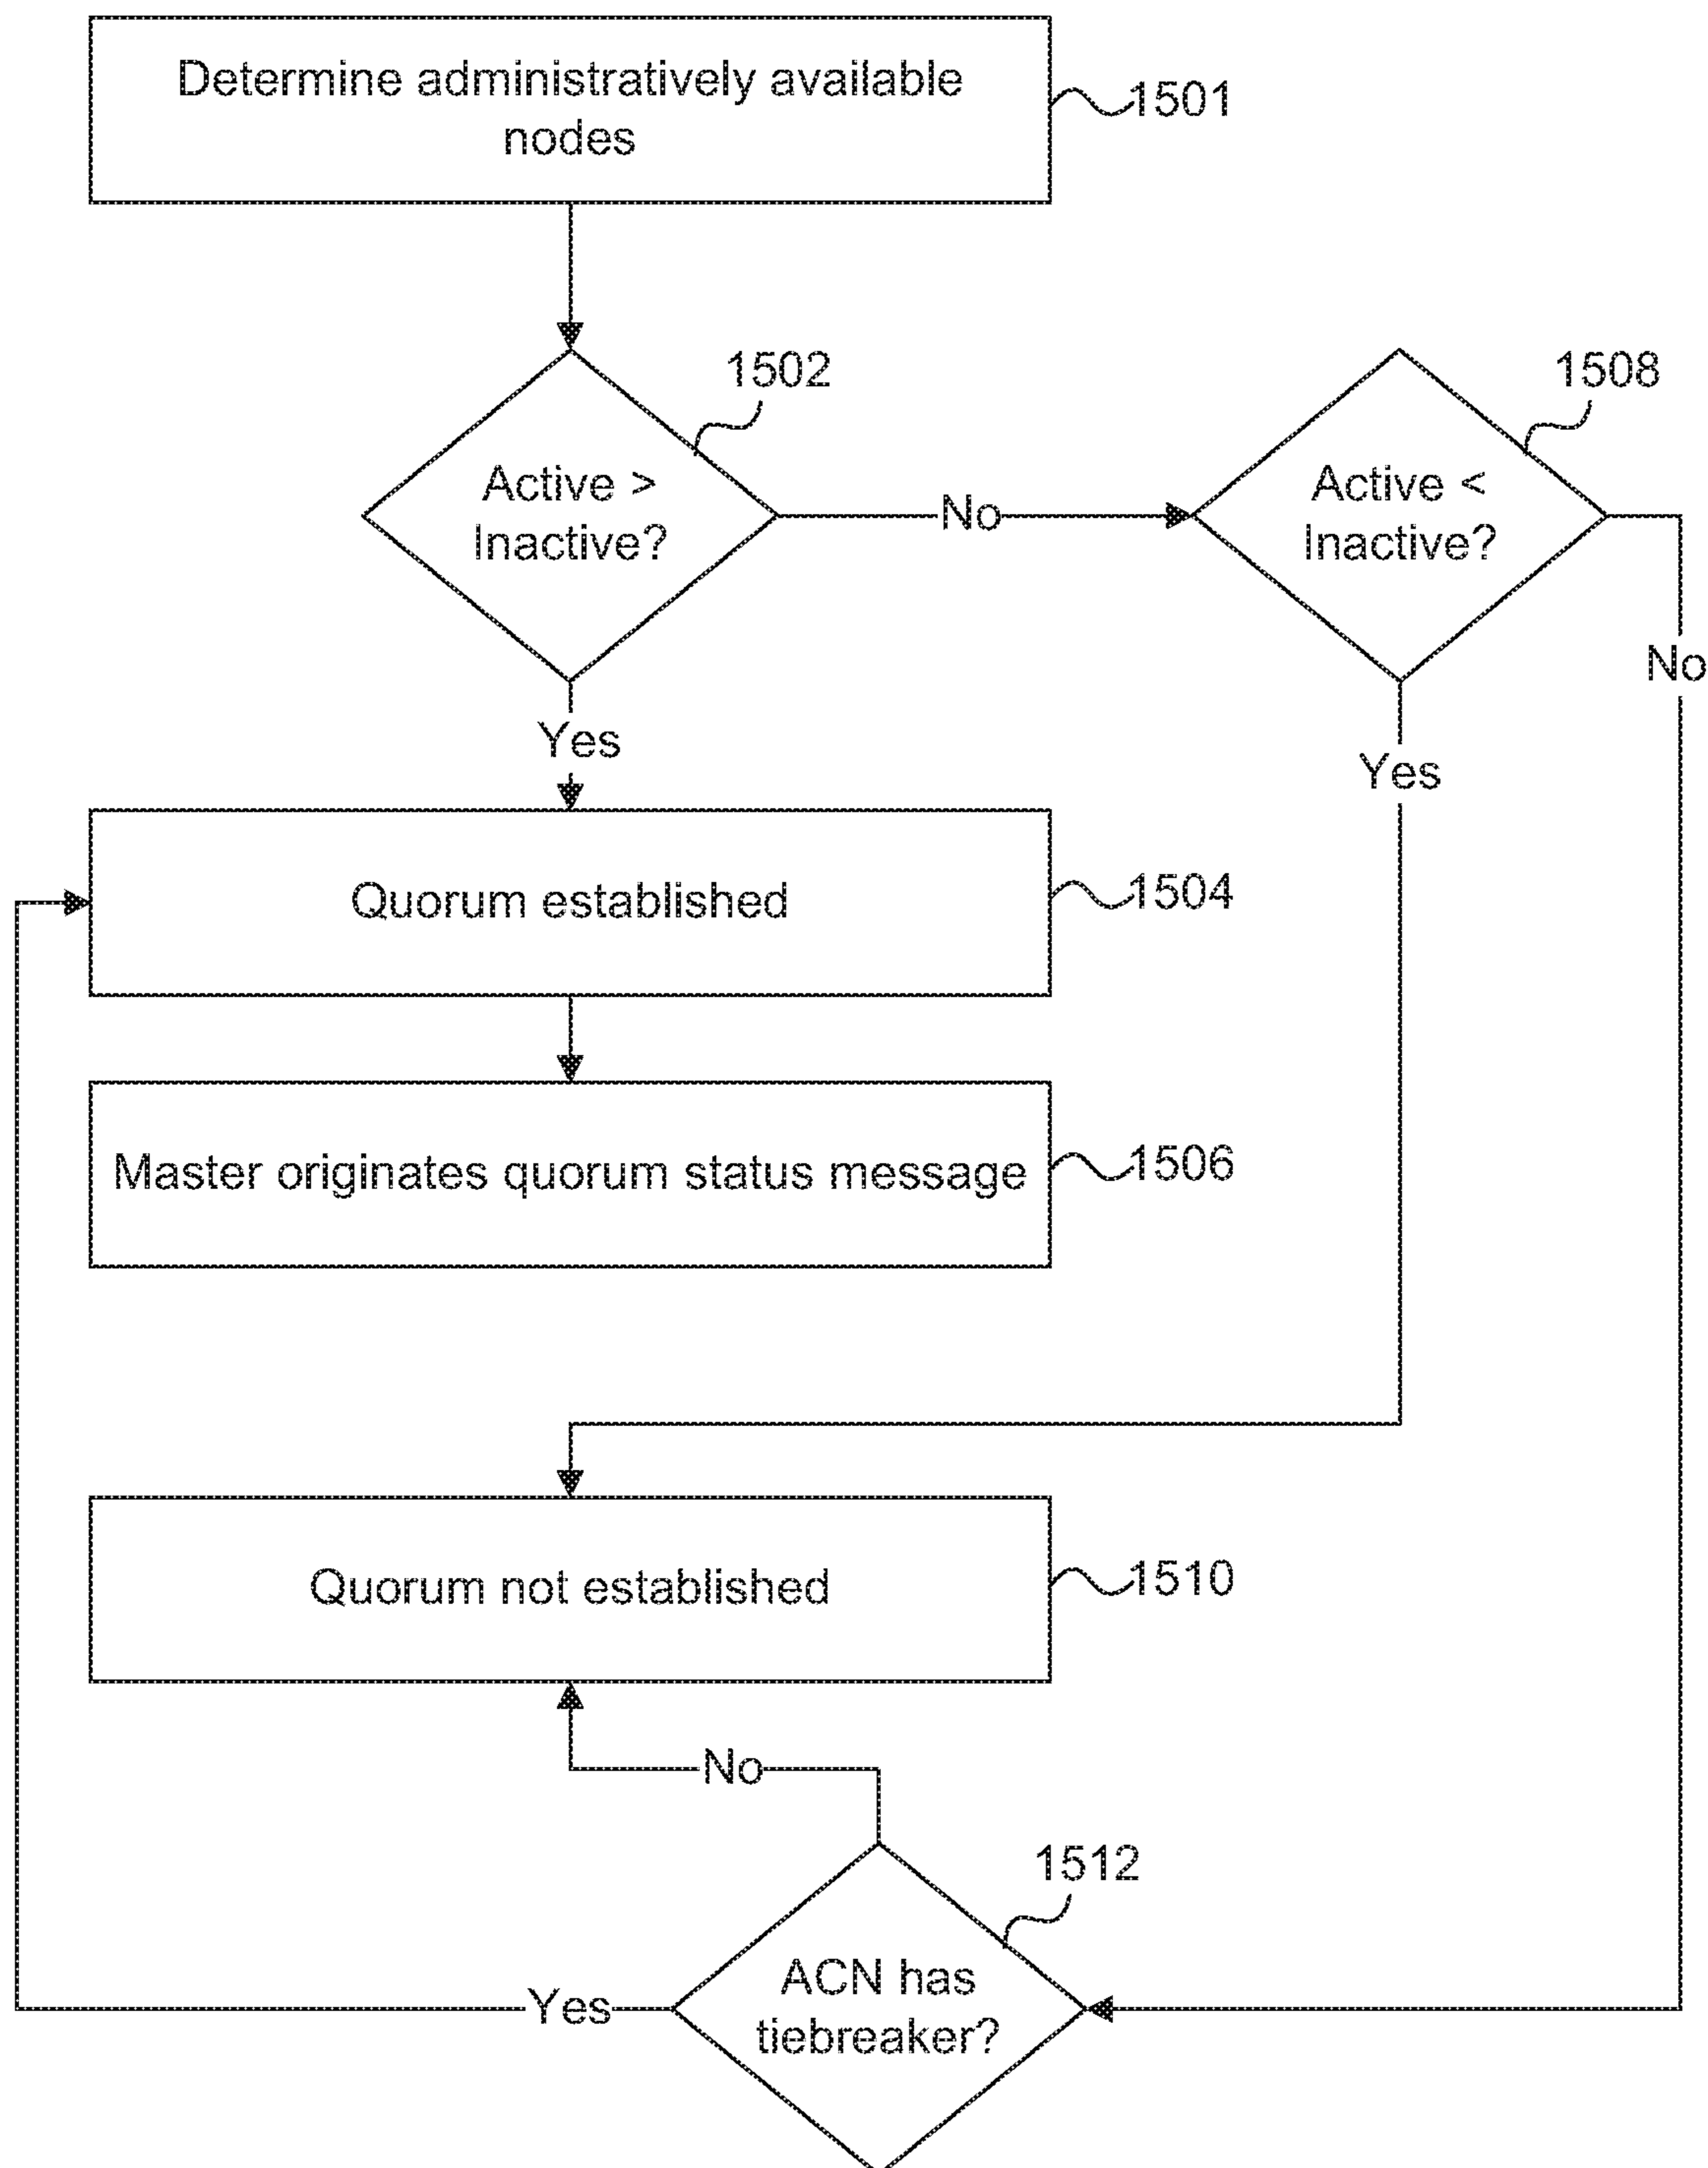 Determine administratively available
nodes
1501
1502
Active >
Inactive?
No
1508
Active <
Inactive?
No
Yes
Yes
Quorum established
1504
Master originates quorum status message
1506
Quorum not established
1510
No
1512
ACN has
tiebreaker?
Yes